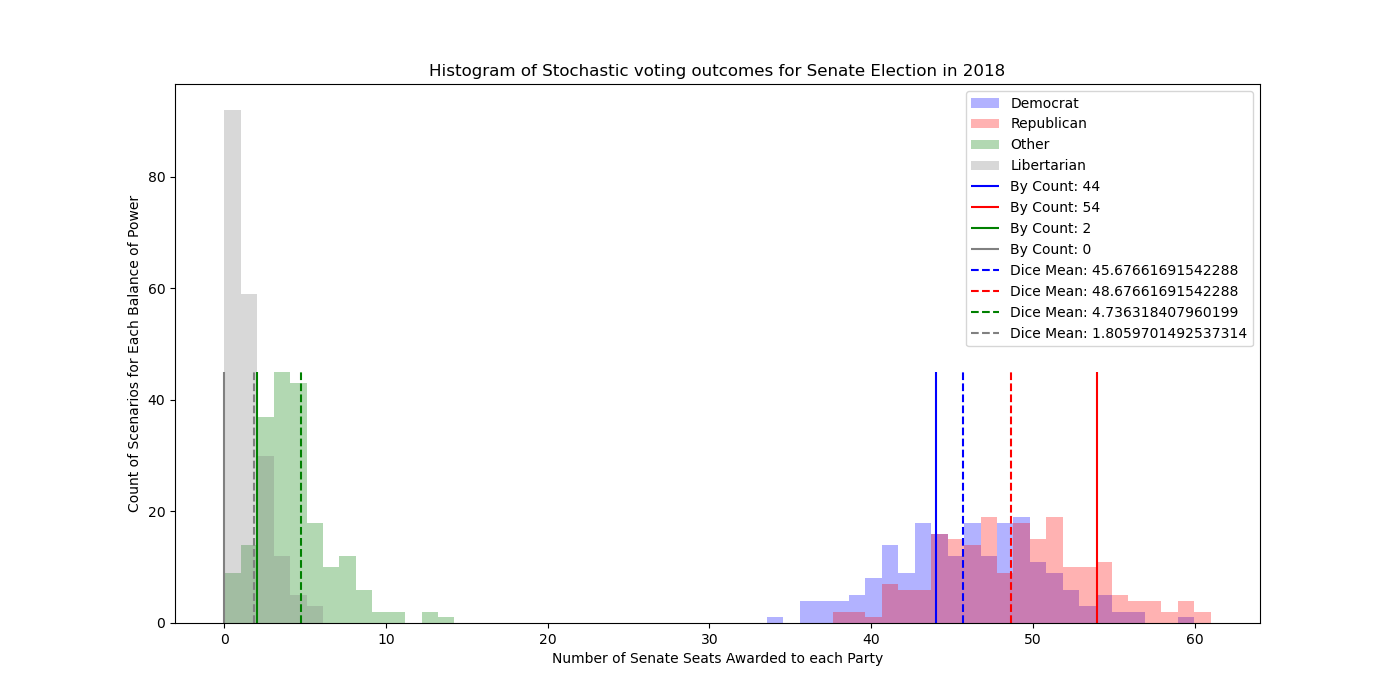 Histogram of Stochastic voting outcomes for Senate Election in 2018
Democrat
Republican
Other
Libertarian
By Count: 44
By Count: 54
By Count: 2
By Count: 0
Dice Mean: 45.67661691542288
Dice Mean: 48.67661691542288
Dice Mean: 4.736318407960199
Dice Mean: 1.8059701492537314
Count of Scenarios for Each Balance of Power
80
60
40
20
0
0 10 20 30 40 50 60
Number of Senate Seats Awarded to each Party